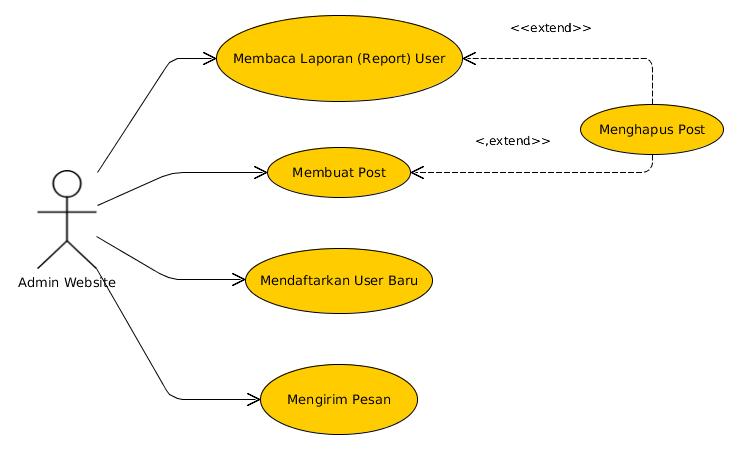 <<extend>>
Membaca Laporan (Report) User
Menghapus Post
<,extend>>
Membuat Post
Admin Website
Mendaftarkan User Baru
Mengirim Pesan